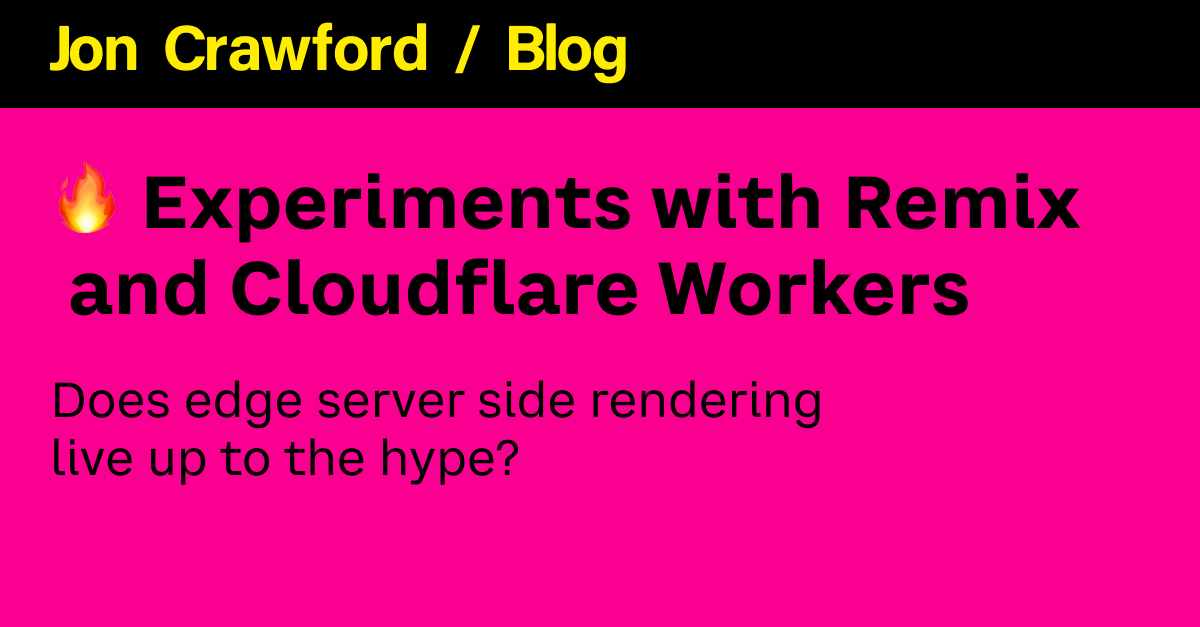 Jon Crawford / Blog
🔥 Experiments with Remix
and Cloudflare Workers
Does edge server side rendering
live up to the hype?